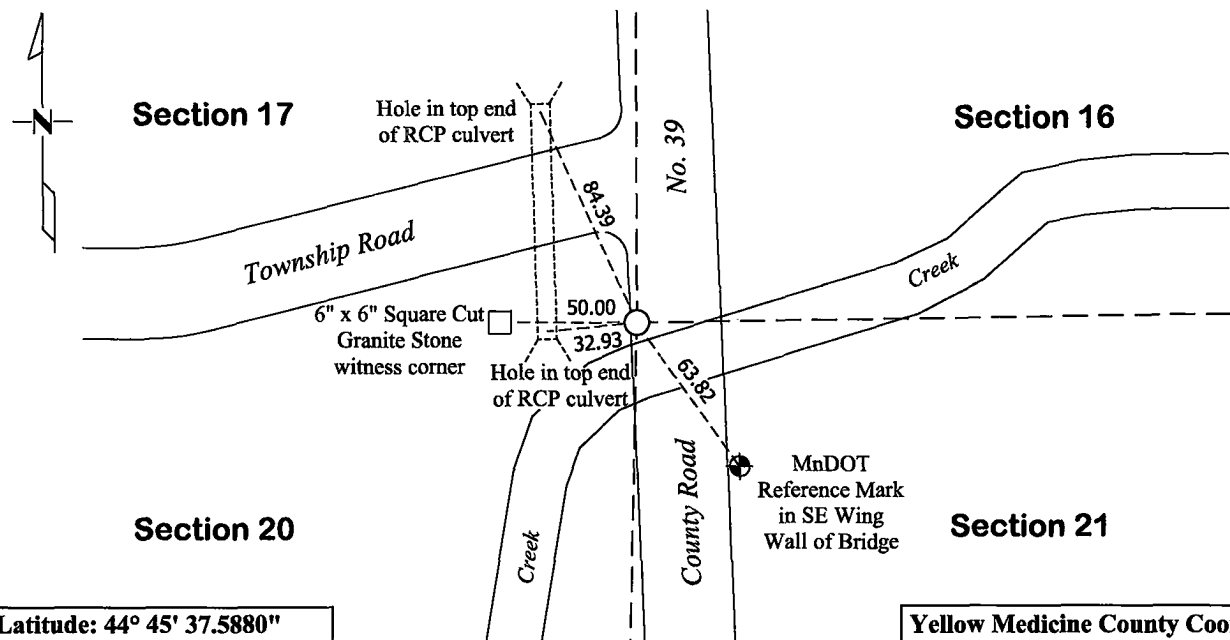 N
Section 17
Hole in top end
of RCP culvert
84.39
No. 39
Section 16
Township Road
Creek
6" x 6" Square Cut
Granite Stone
witness corner
50.00
32.93
Hole in top end
of RCP culvert
63.82
MnDOT
Reference Mark
in SE Wing
Wall of Bridge
County Road
Section 20
Creek
Section 21
Latitude: 44° 45' 37.5880"
Yellow Medicine County Coo